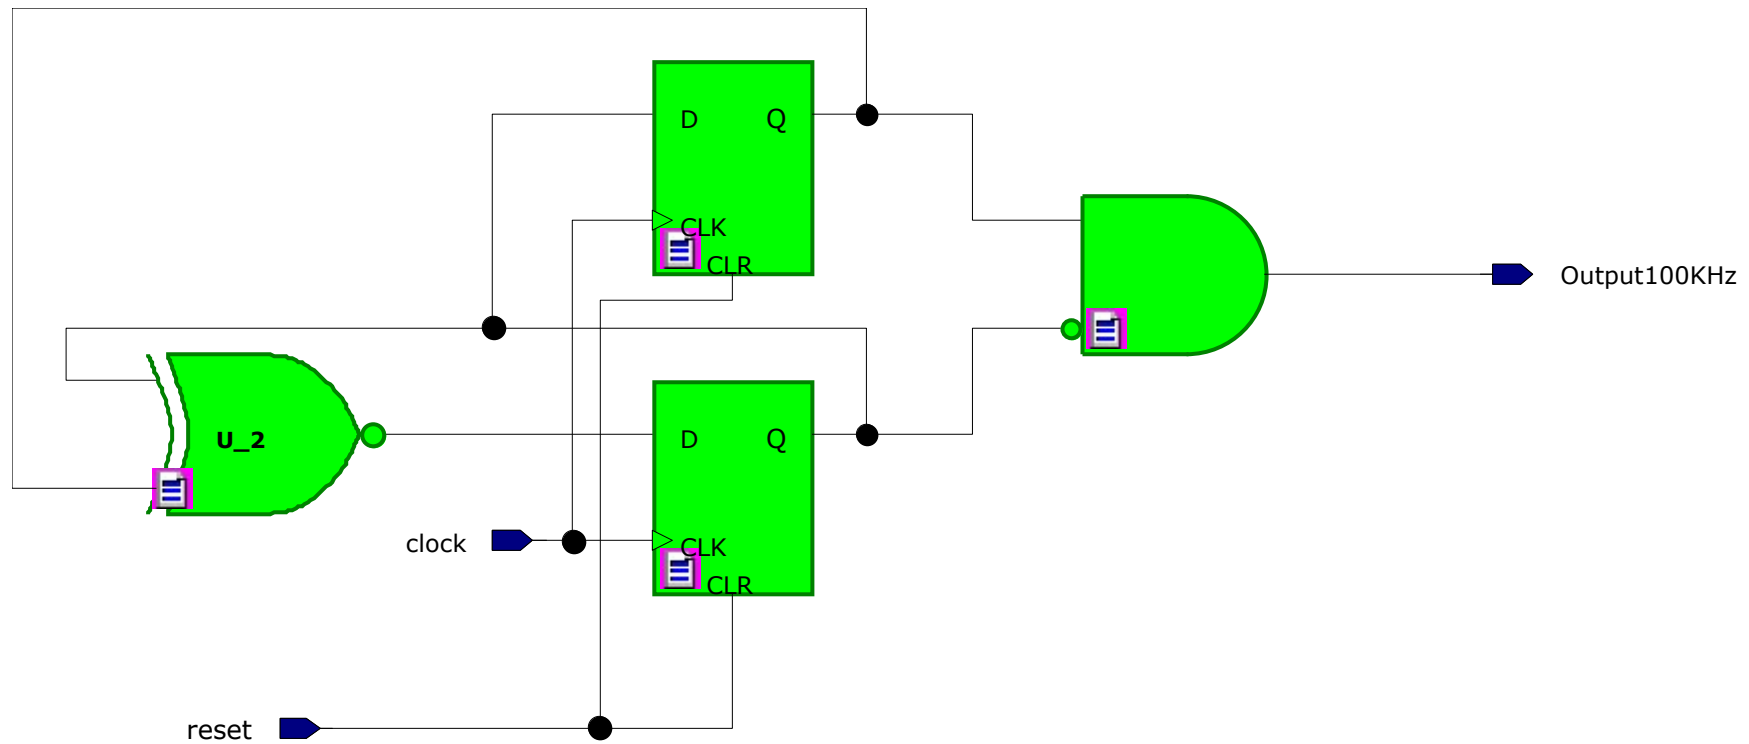 D Q
CLK
CLR
Output100KHz
U_2
D Q
clock
CLK
CLR
reset